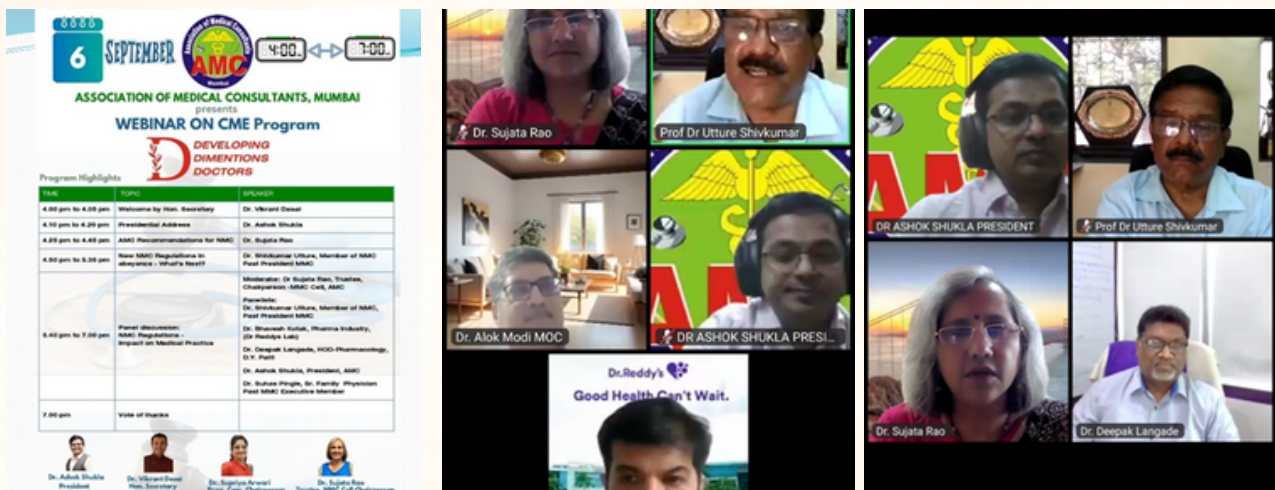 6
SEPTEMBER
Association of Medical Consultants
AMC
Mumbai
4:00 PM
7:00 PM
ASSOCIATION OF MEDICAL CONSULTANTS, MUMBAI
presents
WEBINAR ON CME Program
D
DEVELOPING
DIMENTIONS
DOCTORS
Program Highlights
TIME TOPIC SPEAKER
4.00 pm to 4.05 pm Welcome by Hon. Secretary Dr. Vikrant Desai
4.10 pm to 4.20 pm Presidential Address Dr. Ashok Shukla
4.25 pm to 4.45 pm AMC Recommendations for NMC Dr. Sujata Rao
4.50 pm to 5.35 pm New NMC Regulations in
abeyance - What's Next?
Dr. Shivkumar Utture, Member of NMC
Past President MMC
5.40 pm to 7.00 pm
Panel discussion:
NMC Regulations -
Impact on Medical Practice
Moderator: Dr Sujata Rao, Trustee,
Chairperson -MMC Cell, AMC
Panelists:
Dr. Shivkumar Utture, Member of NMC,
Past President MMC
Dr. Bhavesh Kotak, Pharma Industry,
(Dr Reddys Lab)
Dr. Deepak Langade, HOD-Pharmacology,
D.Y. Patil
Dr. Ashok Shukla, President, AMC
Dr. Suhas Pingle, Sr. Family Physician
Past MMC Executive Member
7.00 pm Vote of thanks
Dr. Ashok Shukla
President
Dr. Vikrant Desai
Hon. Secretary
Dr. Sujata Rao
Dr. Sujata Rao
Prof Dr Utture Shivkumar
Dr. Alok Modi MOC
DR ASHOK SHUKLA PRESI...
Dr.Reddy's
Good Health Can't Wait.
DR ASHOK SHUKLA PRESIDENT
Prof Dr Utture Shivkumar
Dr. Sujata Rao
Dr. Deepak Langade